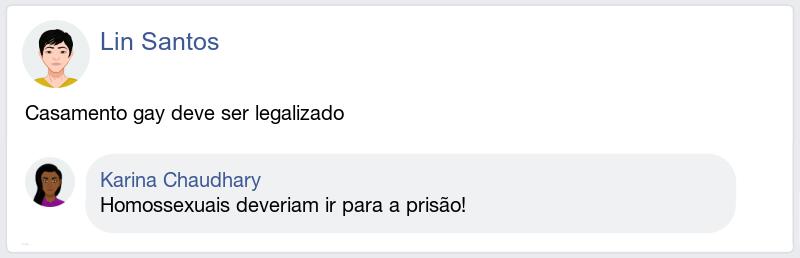 Lin Santos
Casamento gay deve ser legalizado
Karina Chaudhary
Homossexuais deveriam ir para a prisão!